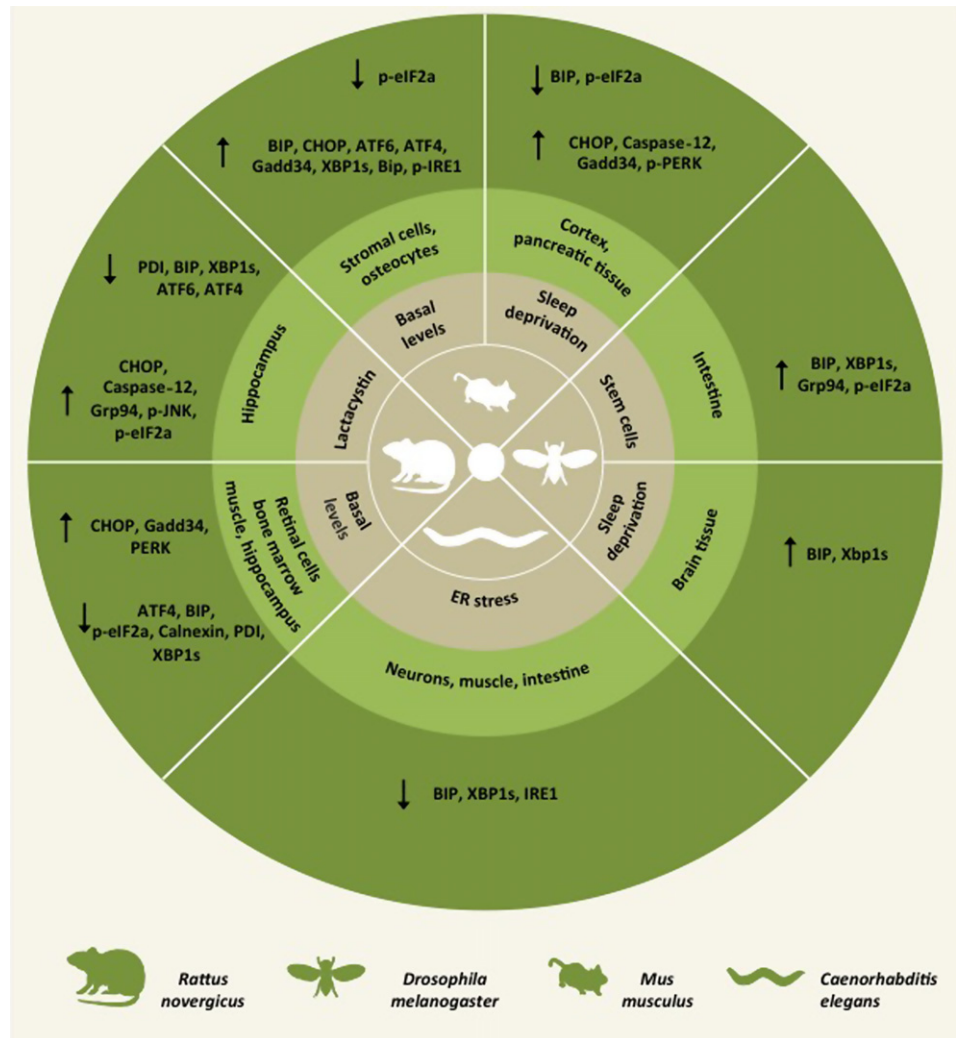 p-eIF2a
BIP, CHOP, ATF6, ATF4,
Gadd34, XBP1s, Bip, p-IRE1
BIP, p-eIF2a
CHOP, Caspase-12,
Gadd34, p-PERK
Stromal cells,
osteocytes
Cortex,
pancreatic tissue
Basal
levels
Sleep
deprivation
PDI, BIP, XBP1s,
ATF6, ATF4
CHOP,
Caspase-12,
Grp94, p-JNK,
p-eIF2a
Hippocampus
Lactacystin
Stem cells
Intestine
BIP, XBP1s,
Grp94, p-eIF2a
CHOP, Gadd34,
PERK
ATF4, BIP,
p-eIF2a, Calnexin, PDI,
XBP1s
Retinal cells
bone marrow
muscle, hippocampus
Basal
levels
Sleep
deprivation
Brain tissue
BIP, Xbp1s
ER stress
Neurons, muscle, intestine
BIP, XBP1s, IRE1
Rattus
novergicus
Drosophila
melanogaster
Mus
musculus
Caenorhabditis
elegans